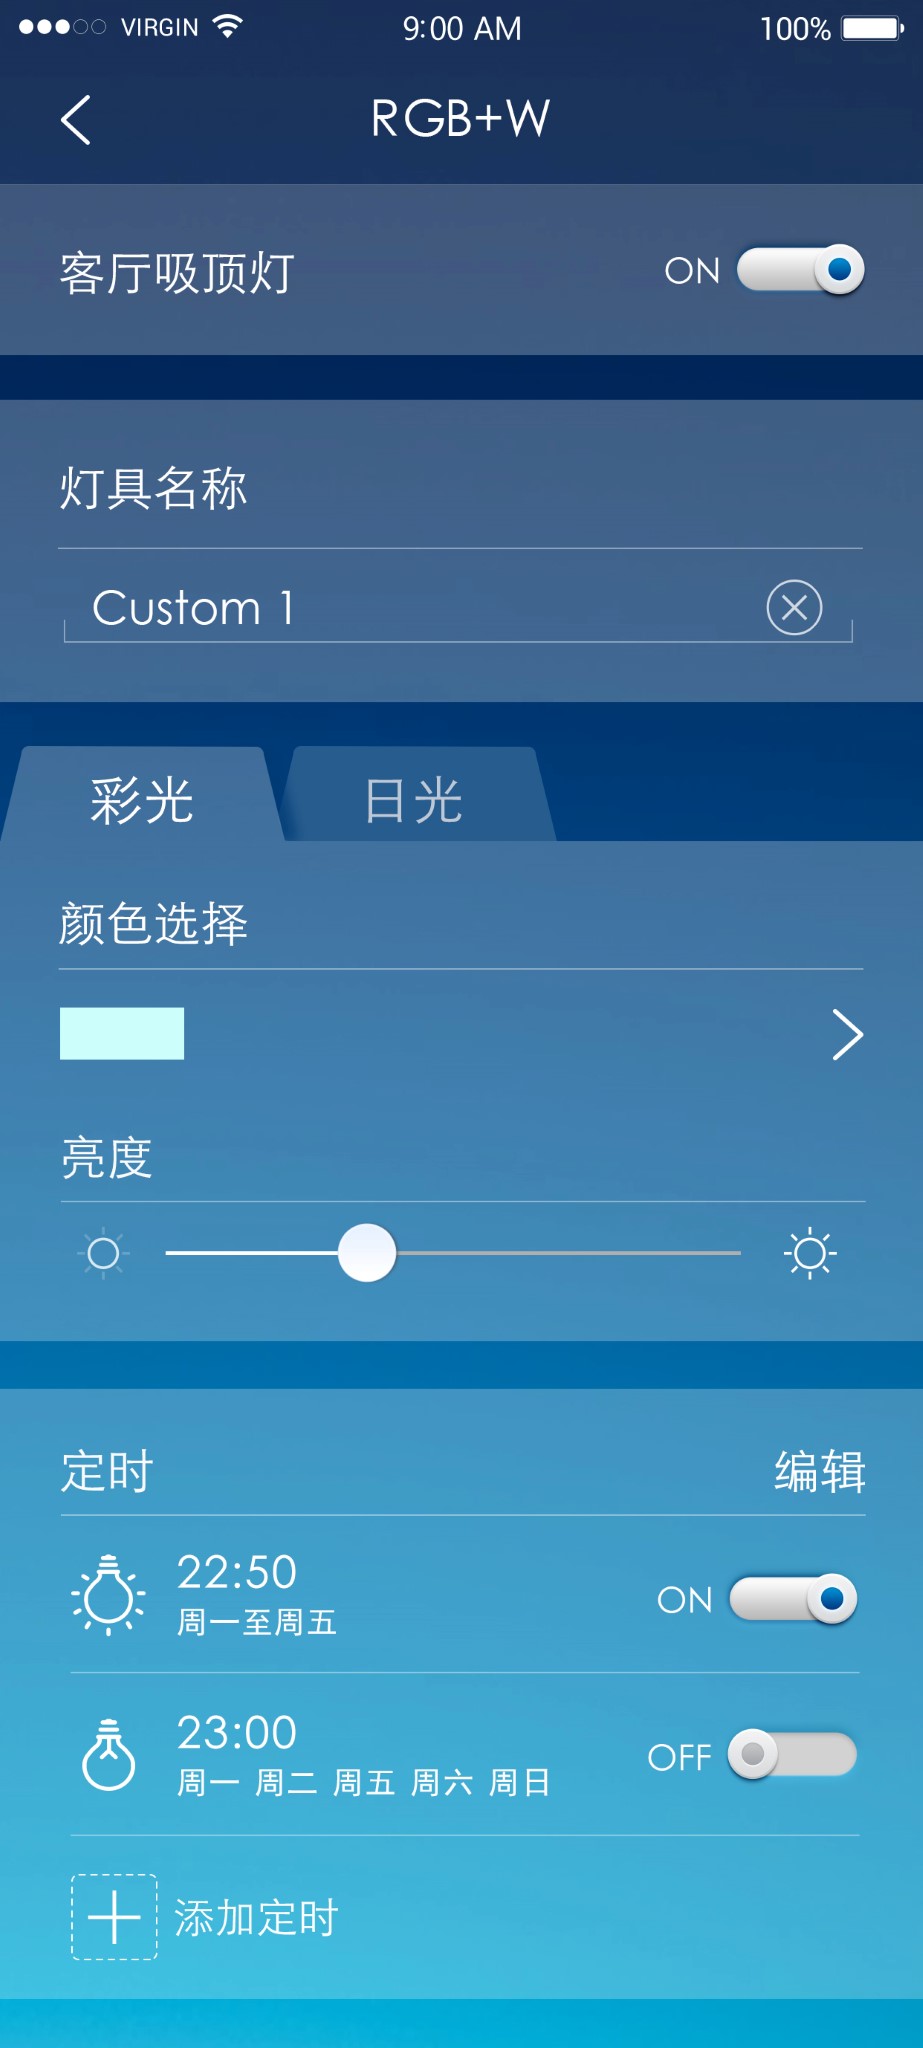 VIRGIN 9:00 AM 100%
RGB+W
客厅吸顶灯 ON
灯具名称
Custom 1
彩光 日光
颜色选择
亮度
定时 编辑
22:50
周一至周五 ON
23:00
周一 周二 周五 周六 周日 OFF
添加定时